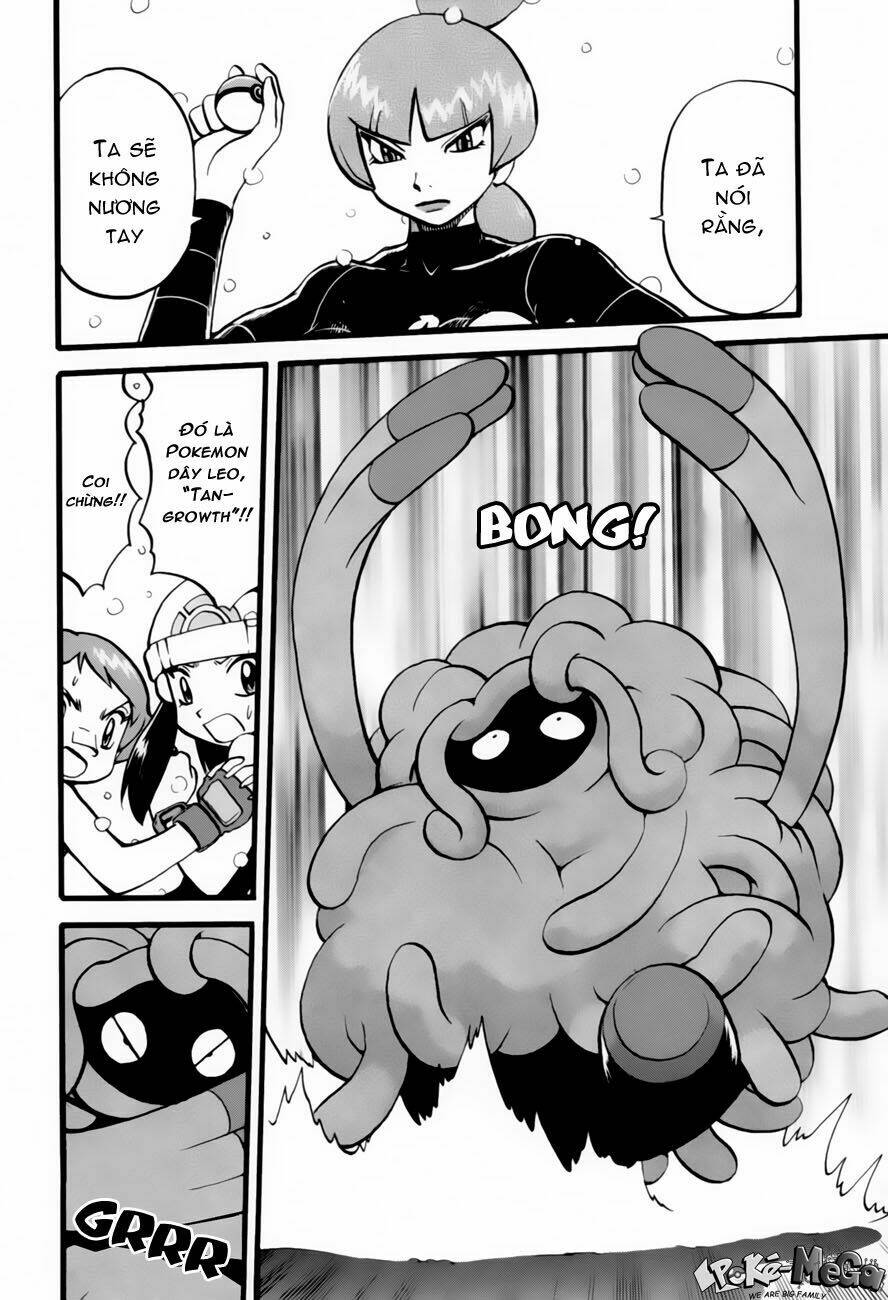 TA ĐÃ
NÓI
RẰNG,
TA SẼ
KHÔNG
NƯƠNG
TAY
BONG!
ĐÓ LÀ
POKEMON
DÂY LEO,
"TAN-
GROWTH"!!
COI
CHỪNG!!
GRRR
POKÉ-MEGA
WE ARE BIG FAMILY